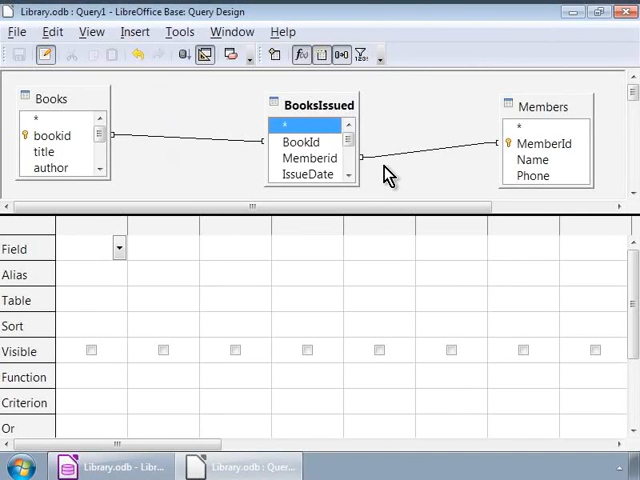 Library.odb : Query1 - LibreOffice Base: Query Design
File Edit View Insert Tools Window Help
f(x)
Books
*
bookid
title
author
BooksIssued
*
BookId
Memberid
IssueDate
Members
*
MemberId
Name
Phone
Field
Alias
Table
Sort
Visible
Function
Criterion
Or
Library.odb - Libr...
Library.odb : Que...